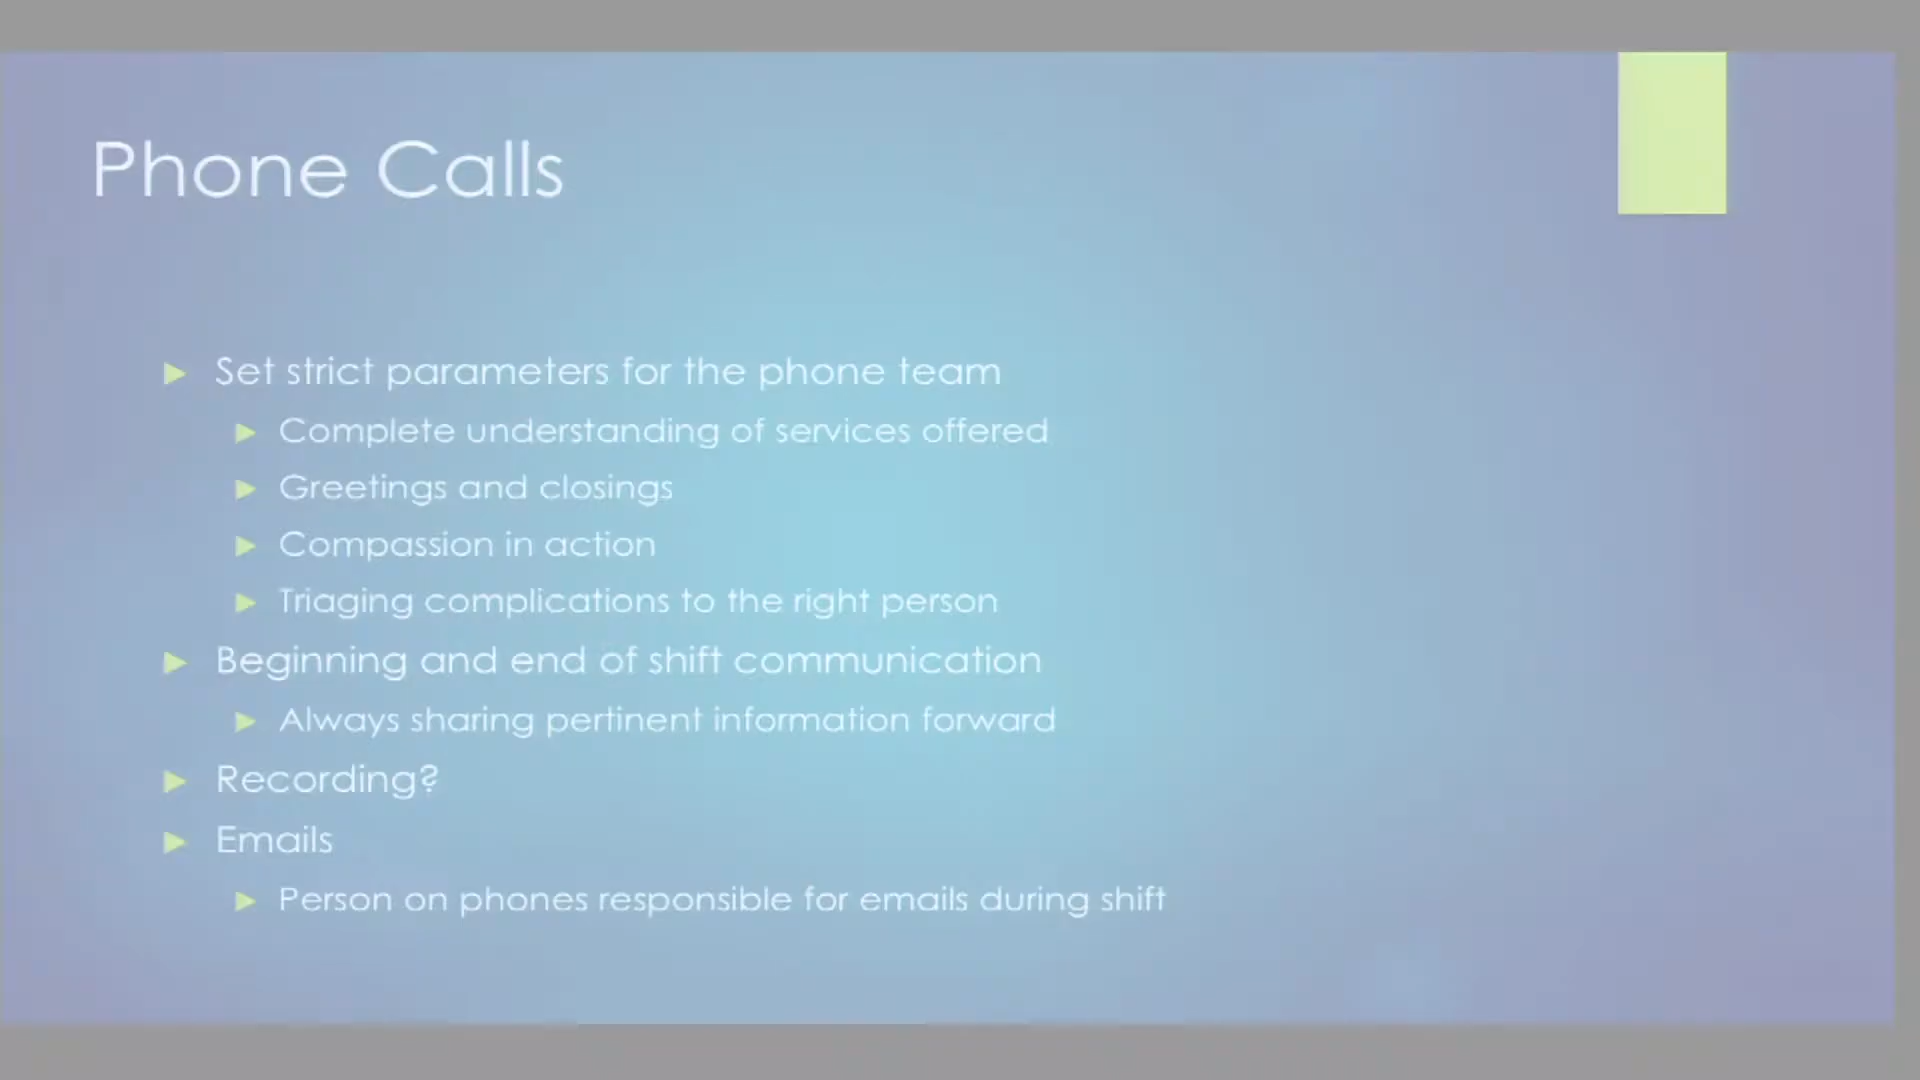 Phone Calls
Set strict parameters for the phone team
Complete understanding of services offered
Greetings and closings
Compassion in action
Triaging complications to the right person
Beginning and end of shift communication
Always sharing pertinent information forward
Recording?
Emails
Person on phones responsible for emails during shift